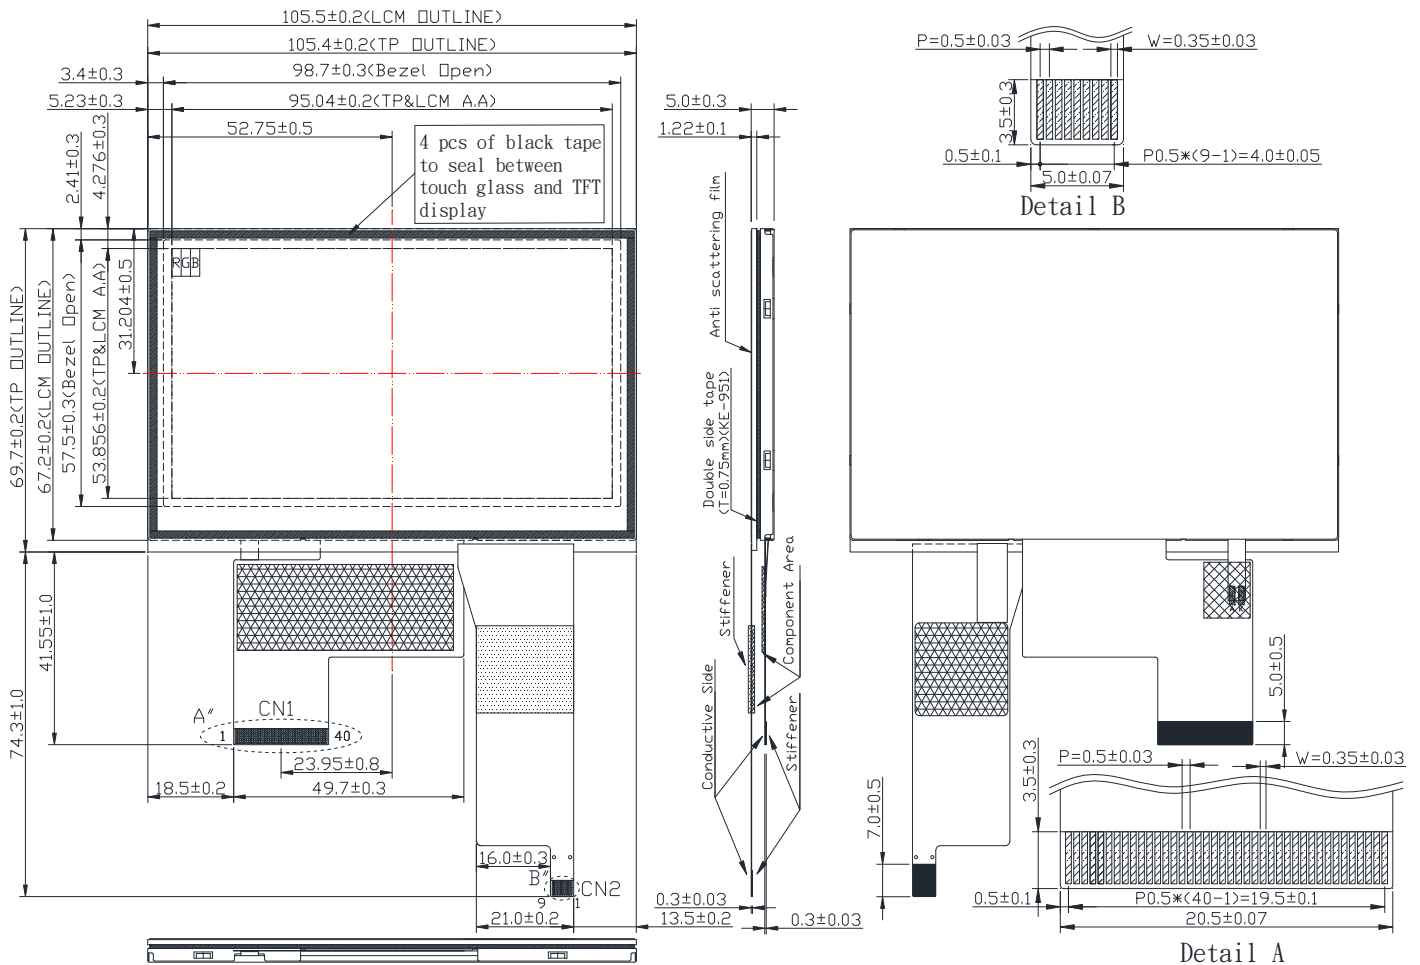 105.5±0.2(LCM OUTLINE)
105.4±0.2(TP OUTLINE)
98.7±0.3(Bezel Open)
3.4±0.3
95.04±0.2(TP&LCM A.A)
5.23±0.3
52.75±0.5
4 pcs of black tape
to seal between
touch glass and TFT
display
2.41±0.3
4.276±0.3
31.204±0.5
69.7±0.2(TP OUTLINE)
67.2±0.2(LCM OUTLINE)
57.5±0.3(Bezel Open)
53.856±0.2(TP&LCM A.A)
RGB
41.55±1.0
74.3±1.0
A"
CN1
1
40
23.95±0.8
18.5±0.2
49.7±0.3
16.0±0.3
B"
CN2
9
1
21.0±0.2
13.5±0.2
5.0±0.3
1.22±0.1
Anti scattering film
Double side tape
(T=0.75mm)(KE-951)
Stiffener
Component Area
Conductive Side
Stiffener
0.3±0.03
0.3±0.03
P=0.5±0.03
W=0.35±0.03
3.5±0.3
0.5±0.1
P0.5*(9-1)=4.0±0.05
5.0±0.07
Detail B
5.0±0.5
7.0±0.5
P=0.5±0.03
W=0.35±0.03
3.5±0.3
0.5±0.1
P0.5*(40-1)=19.5±0.1
20.5±0.07
Detail A